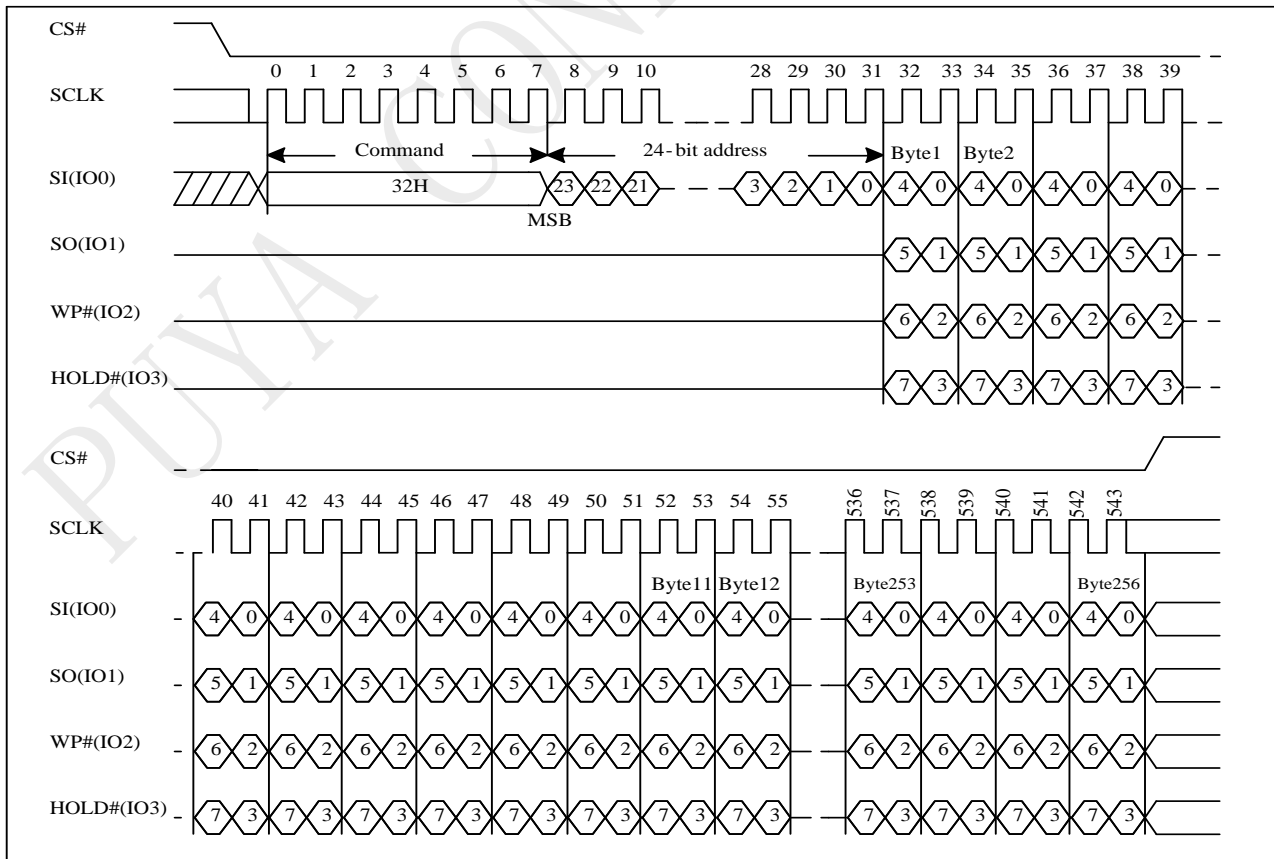 PUYA CON
CS#
0 1 2 3 4 5 6 7 8 9 10 28 29 30 31 32 33 34 35 36 37 38 39
SCLK
Command 24-bit address Byte1 Byte2
SI(IO0) 32H 23 22 21 3 2 1 0 4 0 4 0 4 0 4 0
MSB
SO(IO1) 5 1 5 1 5 1 5 1
WP#(IO2) 6 2 6 2 6 2 6 2
HOLD#(IO3) 7 3 7 3 7 3 7 3
CS#
40 41 42 43 44 45 46 47 48 49 50 51 52 53 54 55 536 537 538 539 540 541 542 543
SCLK
Byte11 Byte12 Byte253 Byte256
SI(IO0) 4 0 4 0 4 0 4 0 4 0 4 0 4 0 4 0 4 0 4 0 4 0 4 0
SO(IO1) 5 1 5 1 5 1 5 1 5 1 5 1 5 1 5 1 5 1 5 1 5 1 5 1
WP#(IO2) 6 2 6 2 6 2 6 2 6 2 6 2 6 2 6 2 6 2 6 2 6 2 6 2
HOLD#(IO3) 7 3 7 3 7 3 7 3 7 3 7 3 7 3 7 3 7 3 7 3 7 3 7 3